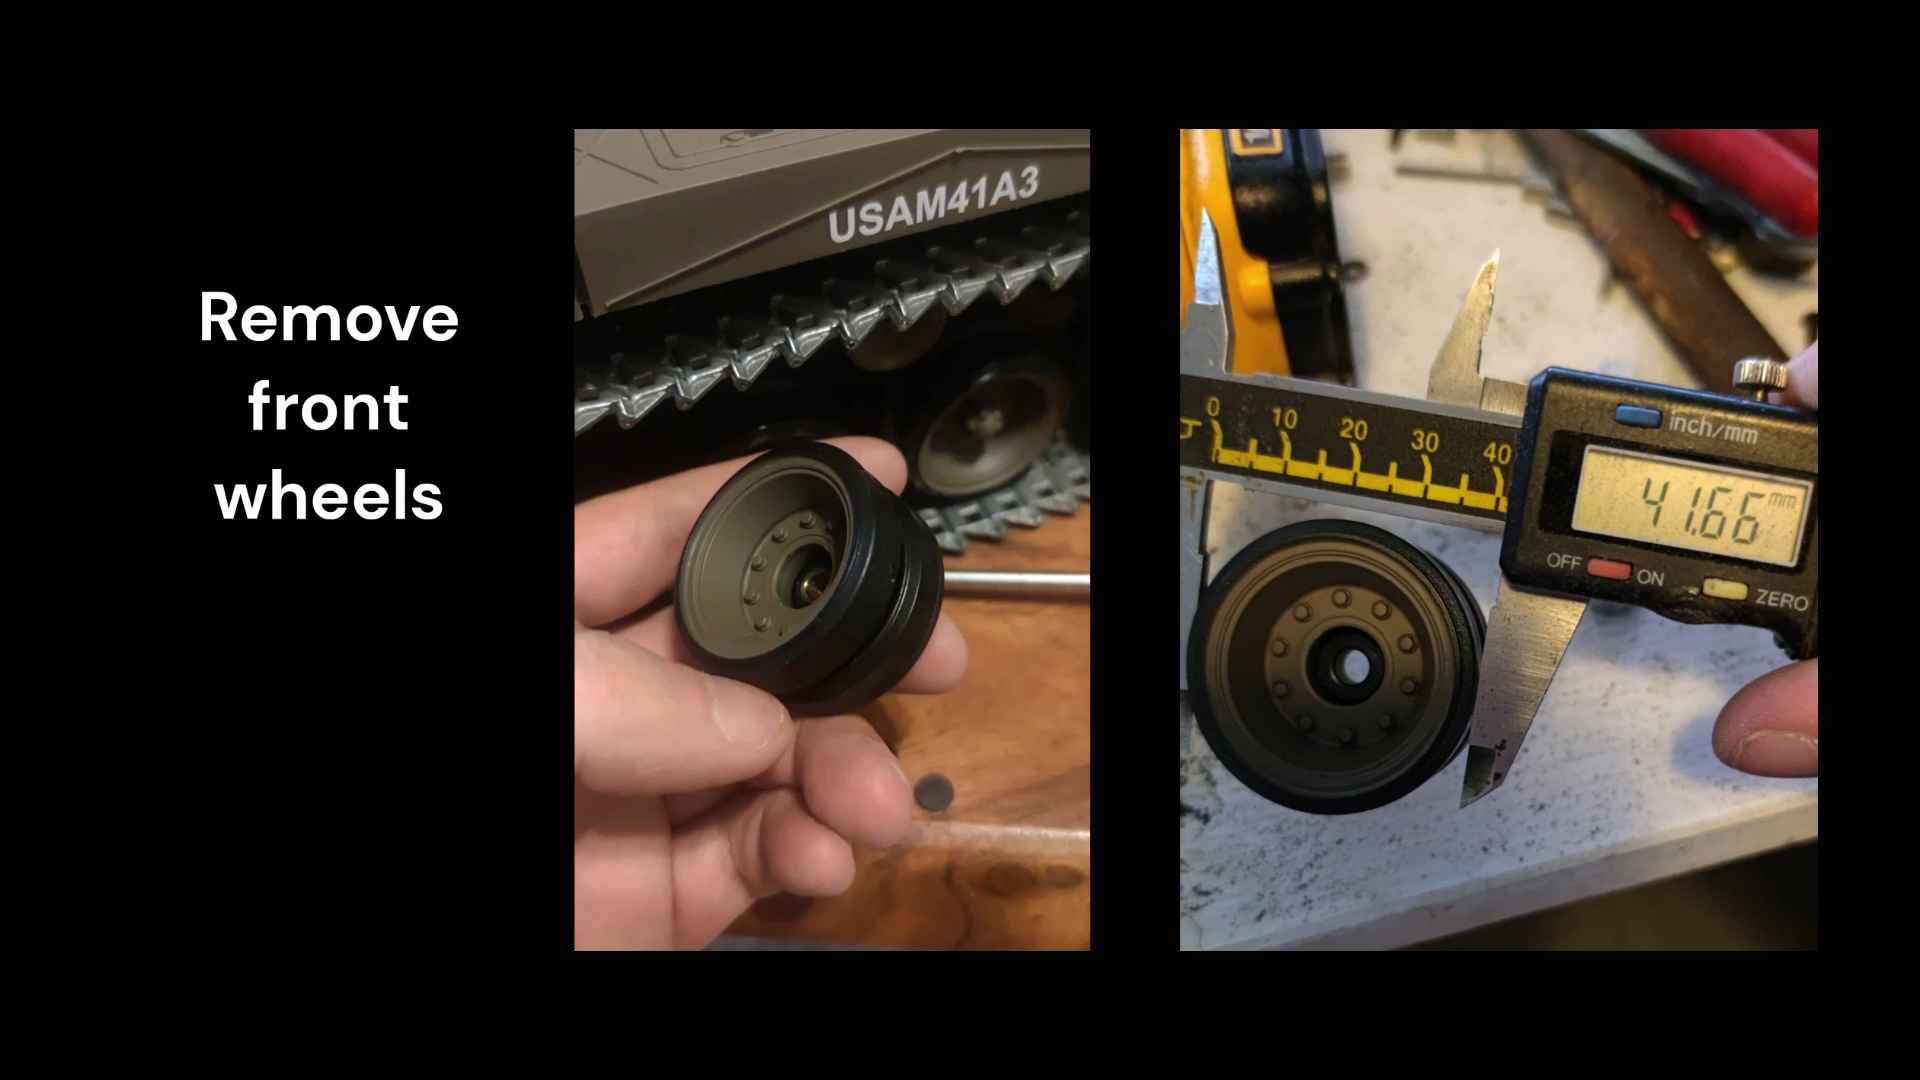 Remove
front
wheels
USAM41A3
0 10 20 30 40
inch/mm
41.66 mm
OFF ON ZERO